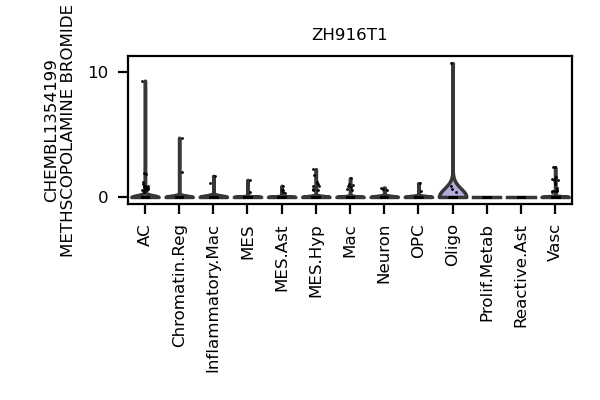 ZH916T1
CHEMBL1354199
METHSCOPOLAMINE BROMIDE
10
0
AC
Chromatin.Reg
Inflammatory.Mac
MES
MES.Ast
MES.Hyp
Mac
Neuron
OPC
Oligo
Prolif.Metab
Reactive.Ast
Vasc